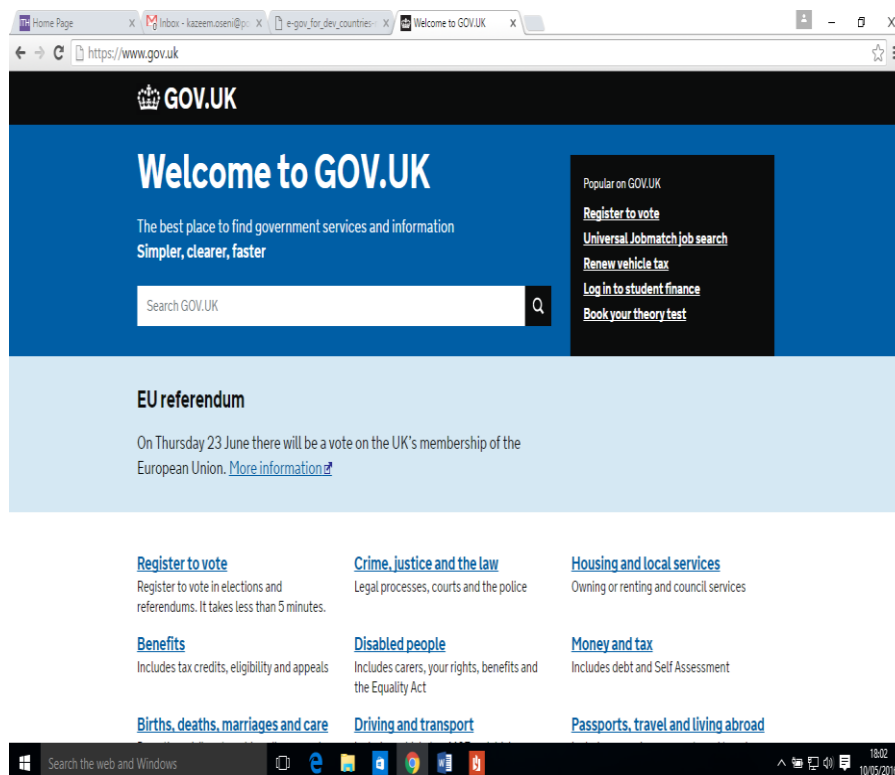 Home Page
Inbox - kazeem.oseni@po
e-gov_for_dev_countries-
Welcome to GOV.UK
https://www.gov.uk
GOV.UK
Welcome to GOV.UK
The best place to find government services and information
Simpler, clearer, faster
Search GOV.UK
Popular on GOV.UK
Register to vote
Universal Jobmatch job search
Renew vehicle tax
Log in to student finance
Book your theory test
EU referendum
On Thursday 23 June there will be a vote on the UK's membership of the
European Union. More information
Register to vote
Register to vote in elections and
referendums. It takes less than 5 minutes.
Crime, justice and the law
Legal processes, courts and the police
Housing and local services
Owning or renting and council services
Benefits
Includes tax credits, eligibility and appeals
Disabled people
Includes carers, your rights, benefits and
the Equality Act
Money and tax
Includes debt and Self Assessment
Births, deaths, marriages and care
Driving and transport
Passports, travel and living abroad
Search the web and Windows
18:02
10/05/201